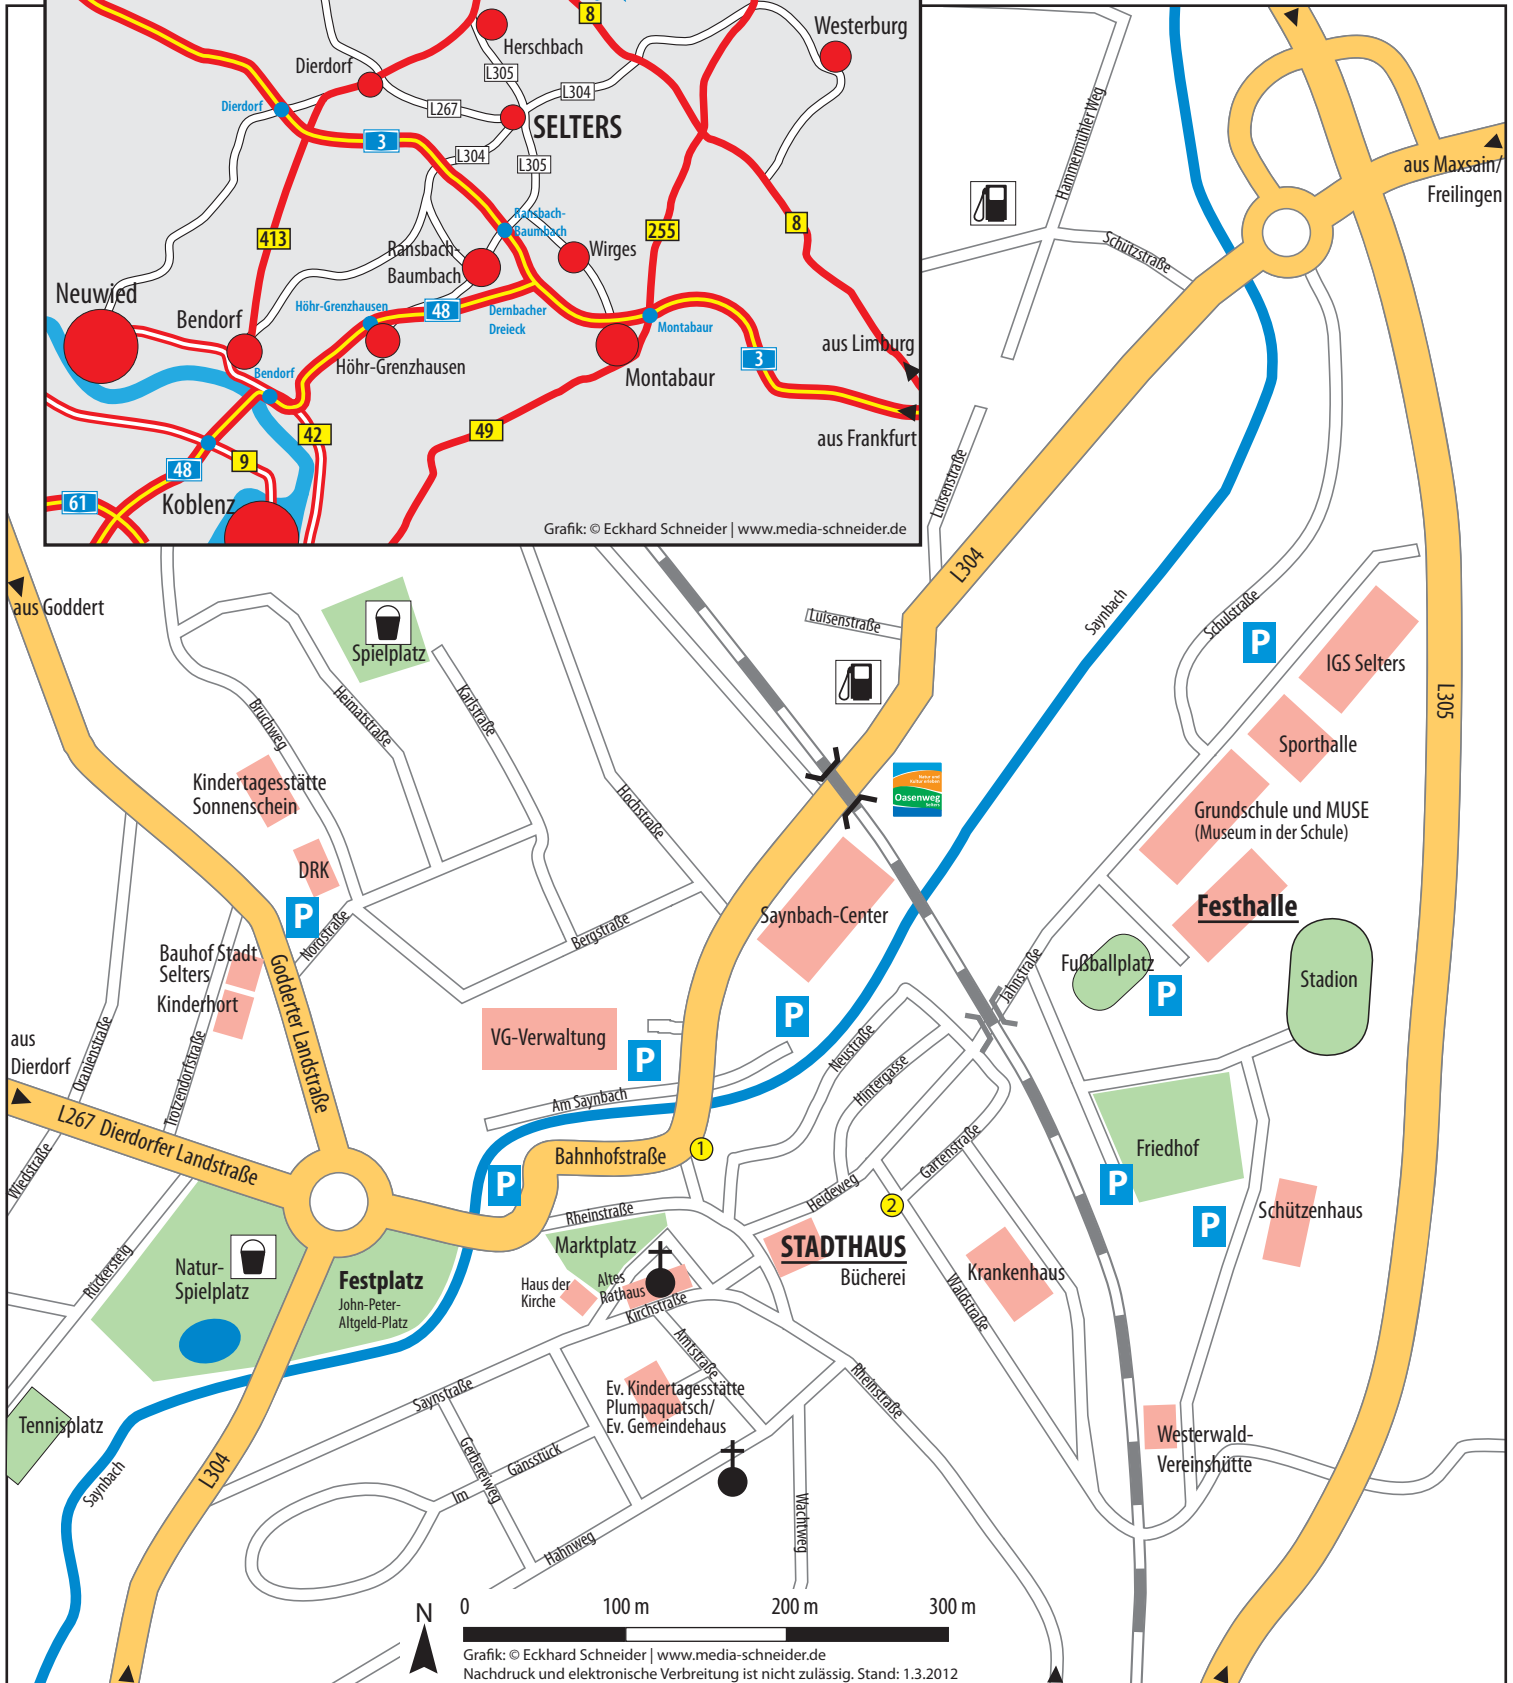 8
Westerburg
Herschbach
Dierdorf
L305
L304
Dierdorf
L267
SELTERS
3
L304
L305
Ransbach-
Baumbach
255
8
413
Ransbach-
Baumbach
Wirges
Neuwied
Höhr-Grenzhausen
48
Dernbacher
Dreieck
Bendorf
Montabaur
aus Limburg
3
Höhr-Grenzhausen
Bendorf
Montabaur
42
49
aus Frankfurt
48
9
61
Koblenz
Grafik: © Eckhard Schneider | www.media-schneider.de
Hammermühler Weg
aus Maxsain/
Freilingen
Schützstraße
Luisenstraße
L304
aus Goddert
Luisenstraße
Saynbach
Schulstraße
P
Spielplatz
IGS Selters
L305
Bruchweg
Heimatstraße
Karlstraße
Sporthalle
Kindertagesstätte
Sonnenschein
Natur und
Kultur erleben
Oasenweg
Selters
Hochstraße
Grundschule und MUSE
(Museum in der Schule)
DRK
P
Nordstraße
Saynbach-Center
Festhalle
Bergstraße
Bauhof Stadt
Selters
Kinderhort
Godderter Landstraße
Jahnstraße
Fußballplatz
P
Stadion
aus
Dierdorf
VG-Verwaltung
P
P
Oranienstraße
Trotzendorfstraße
Neustraße
Hintergasse
Am Saynbach
L267 Dierdorfer Landstraße
Bahnhofstraße
1
Gartenstraße
Friedhof
Wiedstraße
P
Heideweg
2
P
P
Schützenhaus
Rheinstraße
Marktplatz
STADTHAUS
Bücherei
Rückersteig
Natur-
Spielplatz
Festplatz
John-Peter-
Altgeld-Platz
Haus der
Kirche
Altes
Rathaus
Kirchstraße
Krankenhaus
Waldstraße
Amtstraße
Rheinstraße
Saynstraße
Ev. Kindertagesstätte
Plumpaquatsch/
Ev. Gemeindehaus
Tennisplatz
Westerwald-
Vereinshütte
Gerbereiweg
Im Gänsstück
L304
Saynbach
Wachtweg
Hahnweg
N
0
100 m
200 m
300 m
Grafik: © Eckhard Schneider | www.media-schneider.de
Nachdruck und elektronische Verbreitung ist nicht zulässig. Stand: 1.3.2012